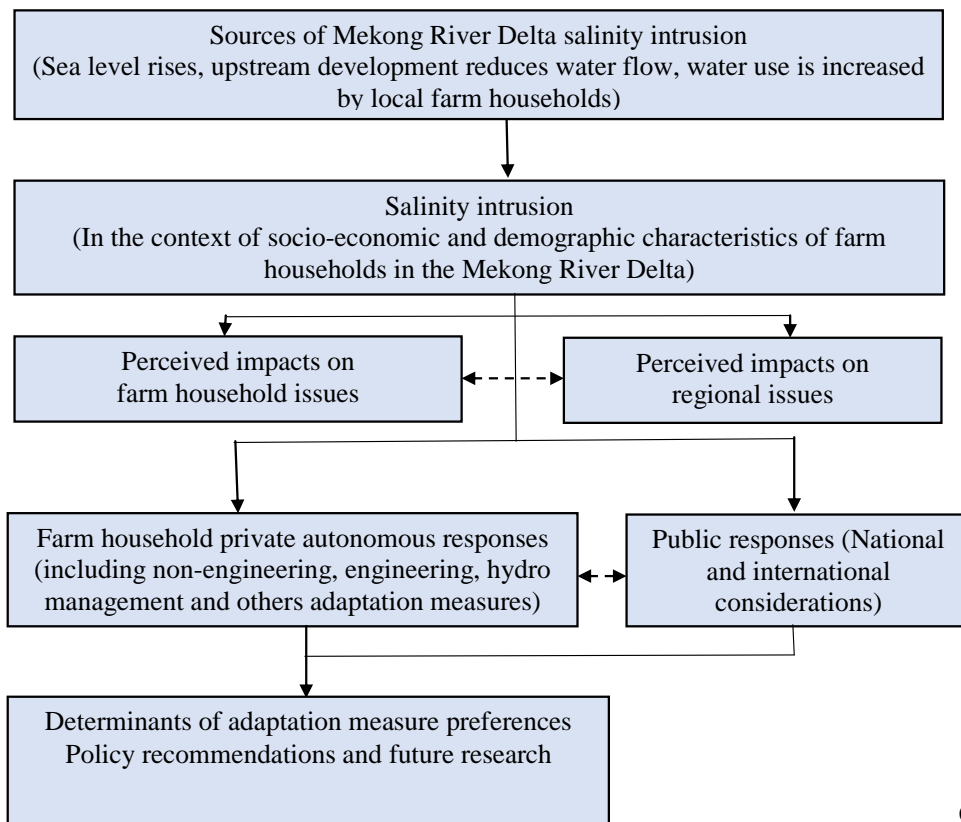 Sources of Mekong River Delta salinity intrusion
(Sea level rises, upstream development reduces water flow, water use is increased
by local farm households)
Salinity intrusion
(In the context of socio-economic and demographic characteristics of farm
households in the Mekong River Delta)
Perceived impacts on
farm household issues
Perceived impacts on
regional issues
Farm household private autonomous responses
(including non-engineering, engineering, hydro
management and others adaptation measures)
Public responses (National
and international
considerations)
Determinants of adaptation measure preferences
Policy recommendations and future research